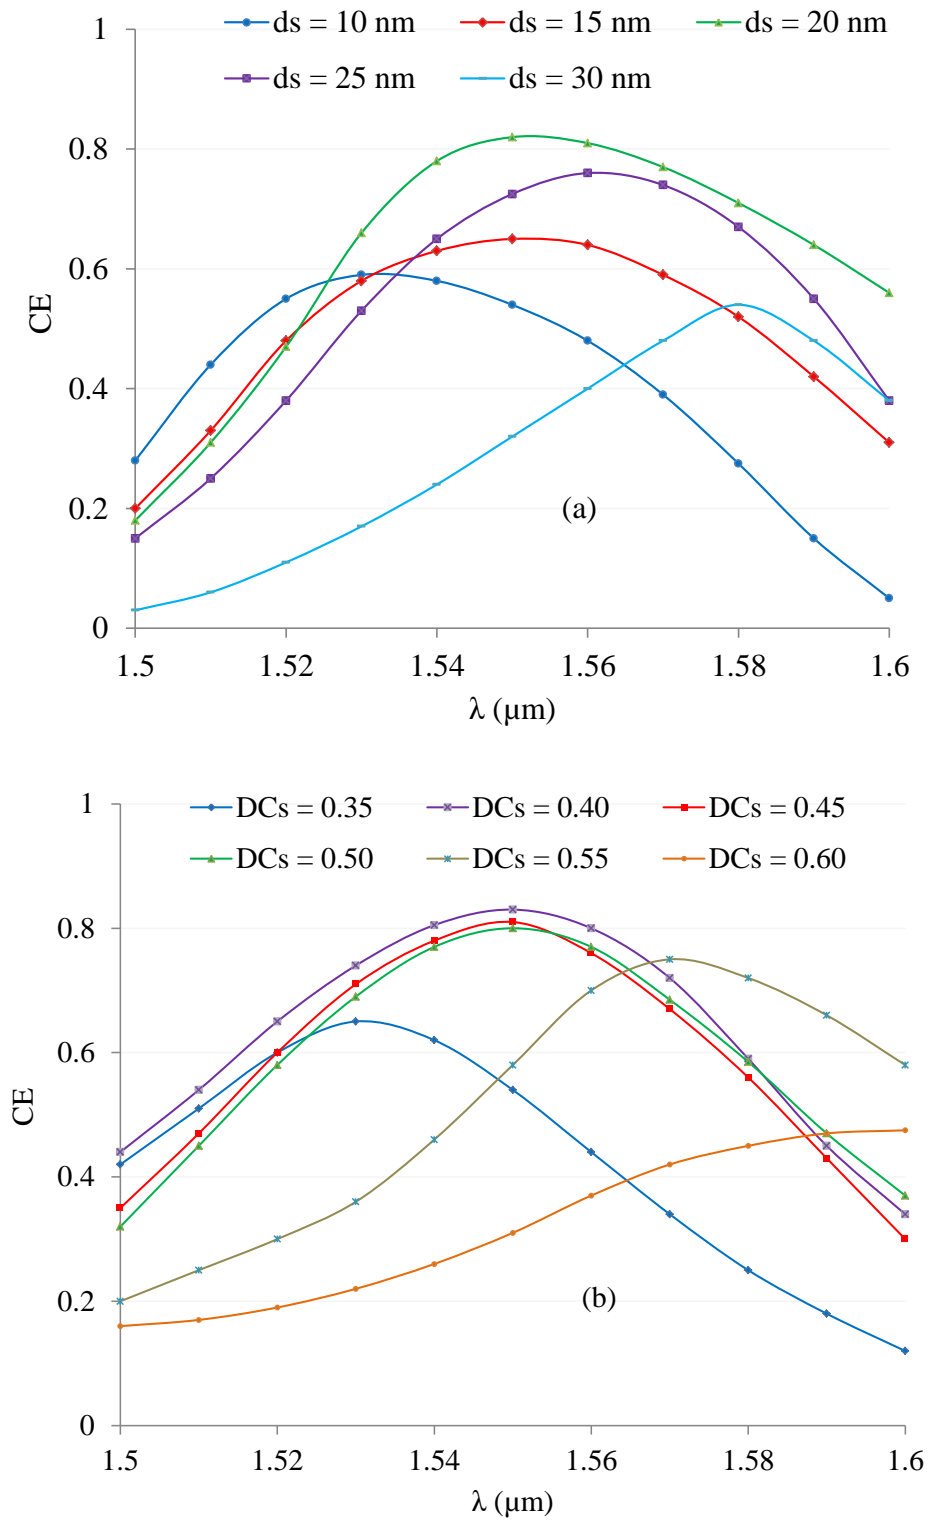 ds = 10 nm ds = 15 nm ds = 20 nm
ds = 25 nm ds = 30 nm
1
0.8
0.6
0.4
0.2
0
CE
(a)
1.5 1.52 1.54 1.56 1.58 1.6
λ (µm)
DCs = 0.35 DCs = 0.40 DCs = 0.45
DCs = 0.50 DCs = 0.55 DCs = 0.60
1
0.8
0.6
0.4
0.2
0
CE
(b)
1.5 1.52 1.54 1.56 1.58 1.6
λ (µm)